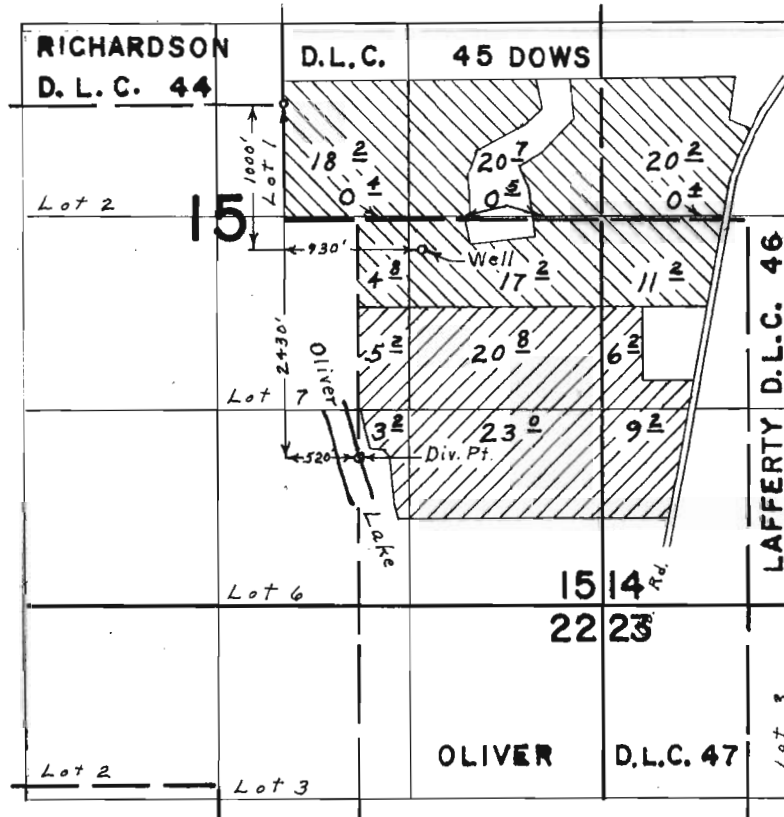 RICHARDSON
D. L. C. 44
D. L. C. 45 DOWS
18 2
20 7
20 2
Lot 1
1000'
0 4
0 5
0 4
Lot 2
15
930'
Well
4 8
17 2
11 2
LAFFERTY D.L.C. 46
2430'
Oliver
5 2
20 8
6 2
Lot 7
3 2
23 0
9 2
520
Div. Pt.
Lake
15 14
Rd.
Lot 6
22 23
OLIVER D.L.C. 47
Lot 3
Lot 2
Lot 3